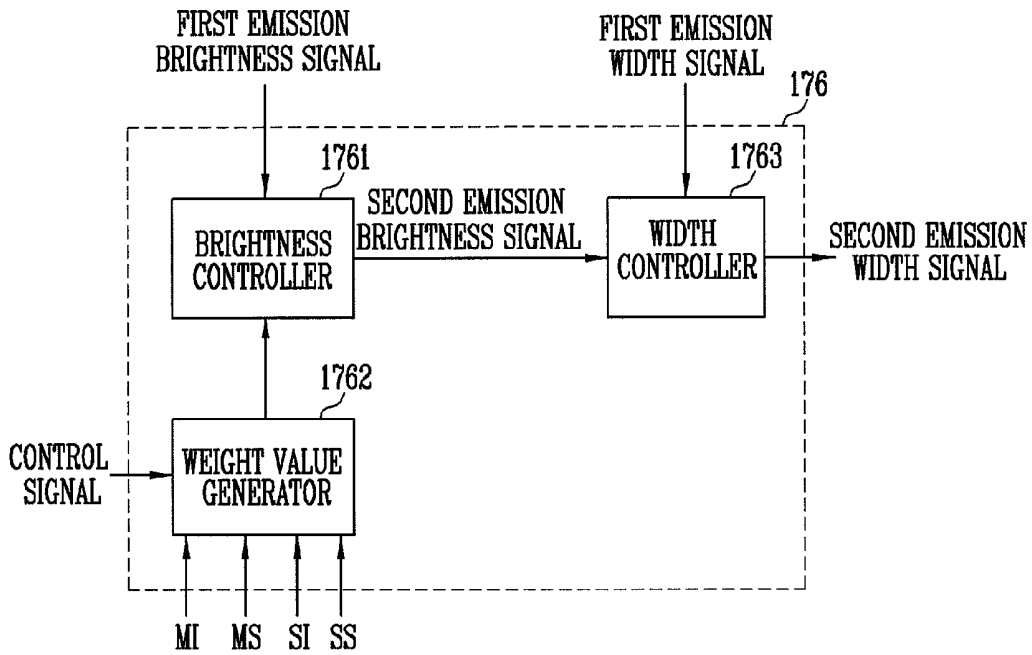 FIRST EMISSION
BRIGHTNESS SIGNAL
FIRST EMISSION
WIDTH SIGNAL
176
1761
1763
BRIGHTNESS
CONTROLLER
SECOND EMISSION
BRIGHTNESS SIGNAL
WIDTH
CONTROLLER
SECOND EMISSION
WIDTH SIGNAL
1762
CONTROL
SIGNAL
WEIGHT VALUE
GENERATOR
MI
MS
SI
SS